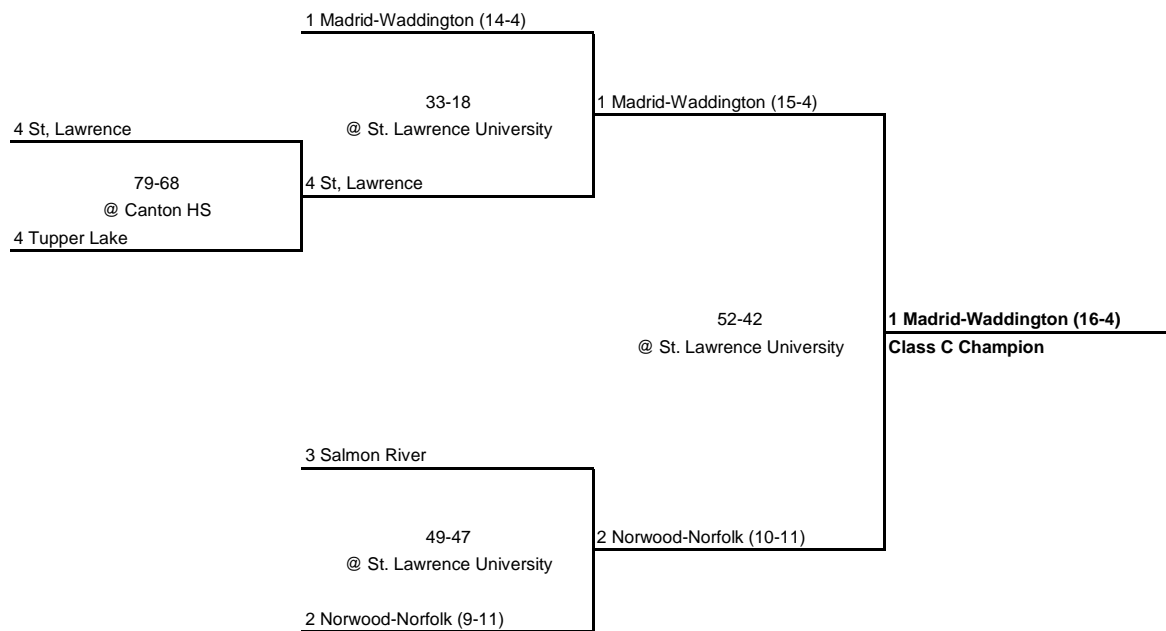 1 Madrid-Waddington (14-4)
33-18
1 Madrid-Waddington (15-4)
4 St, Lawrence
@ St. Lawrence University
79-68
4 St, Lawrence
@ Canton HS
4 Tupper Lake
52-42
1 Madrid-Waddington (16-4)
@ St. Lawrence University
Class C Champion
3 Salmon River
49-47
2 Norwood-Norfolk (10-11)
@ St. Lawrence University
2 Norwood-Norfolk (9-11)